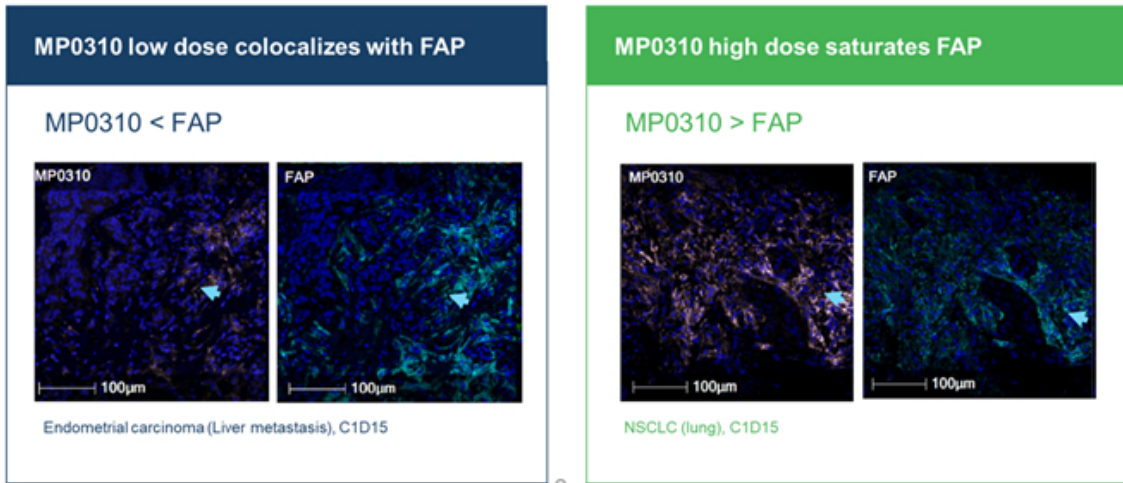 MP0310 low dose colocalizes with FAP
MP0310 < FAP
MP0310
FAP
100µm
100µm
Endometrial carcinoma (Liver metastasis), C1D15
MP0310 high dose saturates FAP
MP0310 > FAP
MP0310
FAP
100µm
100µm
NSCLC (lung), C1D15